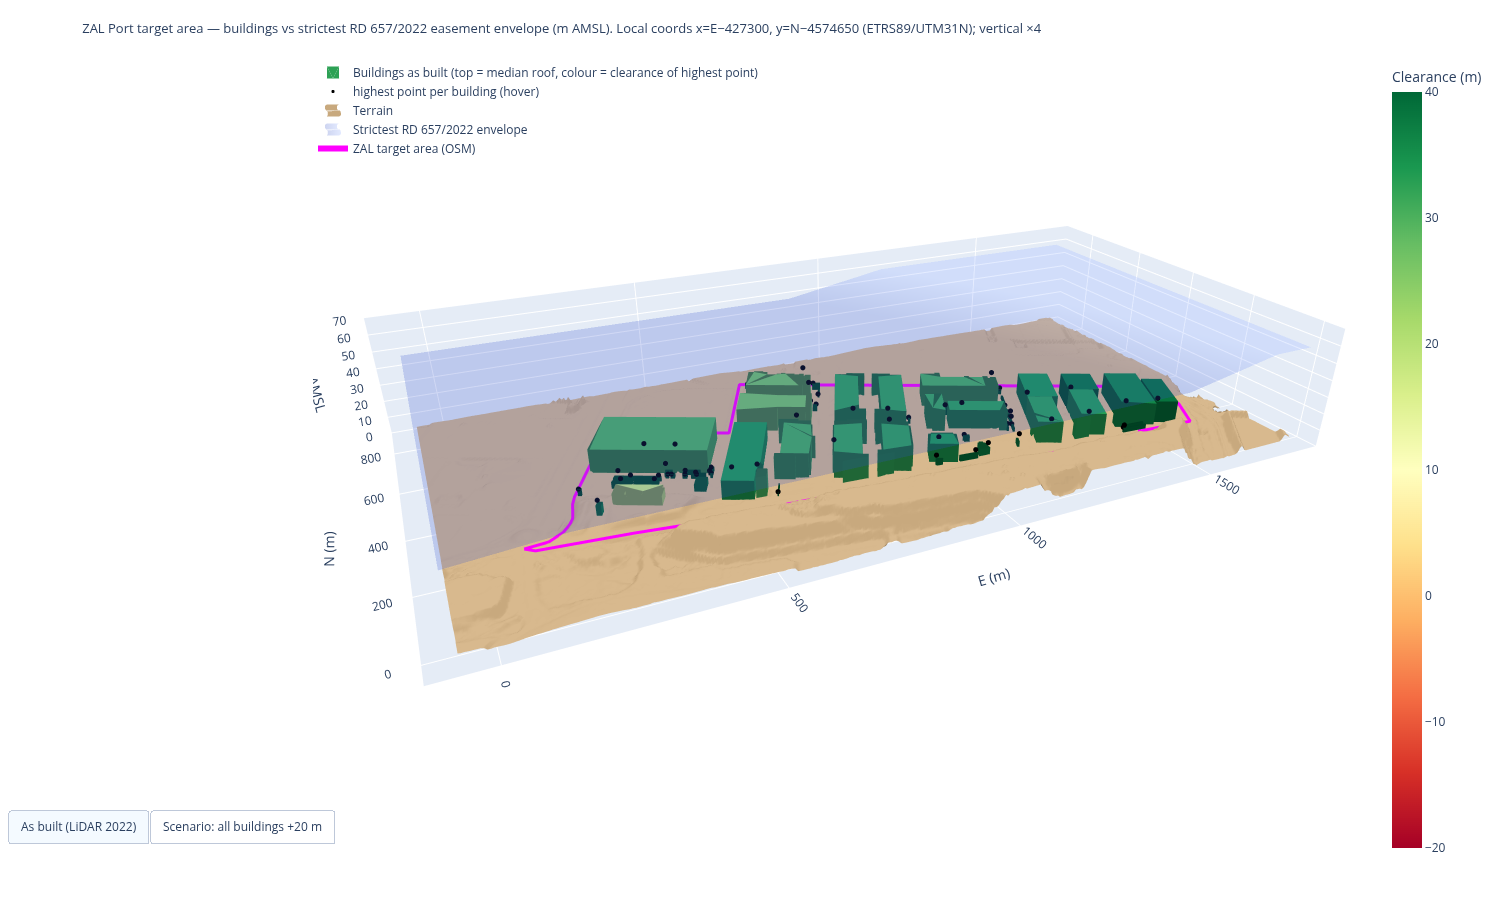 ZAL Port target area — buildings vs strictest RD 657/2022 easement envelope (m AMSL). Local coords x=E−427300, y=N−4574650 (ETRS89/UTM31N); vertical ×4
Buildings as built (top = median roof, colour = clearance of highest point)
highest point per building (hover)
Terrain
Strictest RD 657/2022 envelope
ZAL target area (OSM)
Clearance (m)
40
30
20
10
0
−10
−20
70
60
50
40
30
20
10
0
AMSL
800
600
400
200
0
N (m)
0
500
1000
1500
E (m)
As built (LiDAR 2022)
Scenario: all buildings +20 m